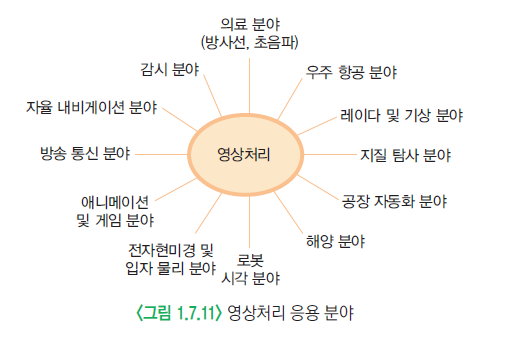 의료 분야
(방사선, 초음파)
감시 분야
우주 항공 분야
자율 내비게이션 분야
레이다 및 기상 분야
방송 통신 분야
영상처리
지질 탐사 분야
애니메이션
및 게임 분야
공장 자동화 분야
전자현미경 및
입자 물리 분야
로봇
시각 분야
해양 분야
<그림 1.7.11> 영상처리 응용 분야